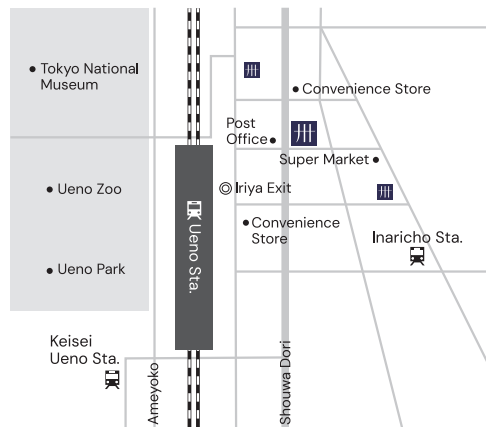 Tokyo National
Museum
Convenience Store
Post
Office
Super Market
Ueno Zoo
Iriya Exit
Convenience
Store
Ueno Sta.
Inaricho Sta.
Ueno Park
Keisei
Ueno Sta.
Ameyoko
Shouwa Dori